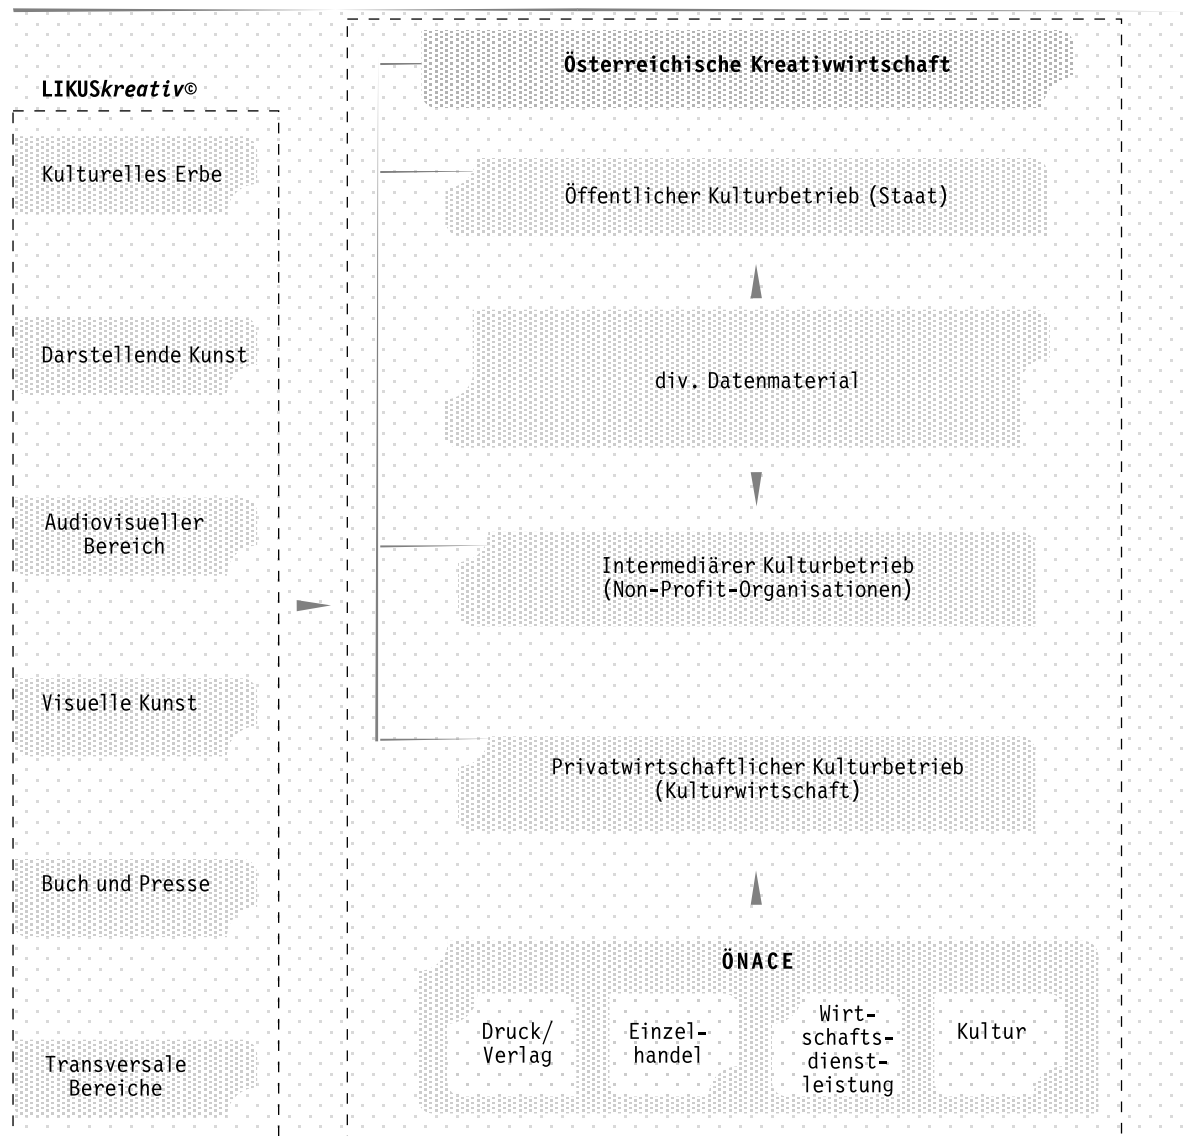 LIKUSkreativ©
Kulturelles Erbe
Darstellende Kunst
Audiovisueller
Bereich
Visuelle Kunst
Buch und Presse
Transversale
Bereiche
Österreichische Kreativwirtschaft
Öffentlicher Kulturbetrieb (Staat)
div. Datenmaterial
Intermediärer Kulturbetrieb
(Non-Profit-Organisationen)
Privatwirtschaftlicher Kulturbetrieb
(Kulturwirtschaft)
ÖNACE
Druck/
Verlag
Einzel-
handel
Wirt-
schafts-
dienst-
leistung
Kultur